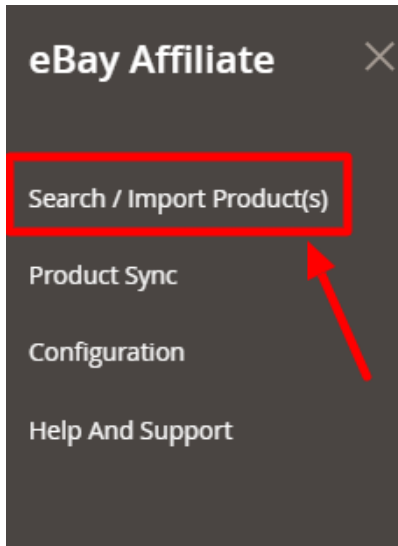 eBay Affiliate
Search / Import Product(s)
Product Sync
Configuration
Help And Support